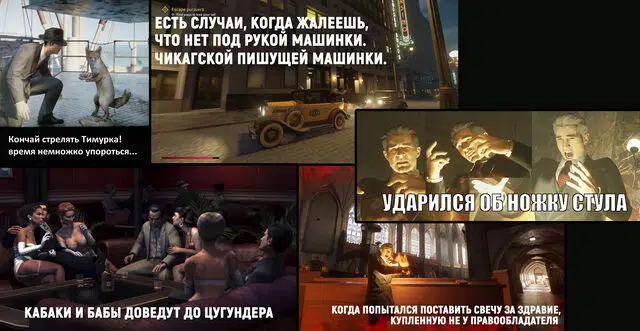 Escape pursuers
ЕСТЬ СЛУЧАИ, КОГДА ЖАЛЕЕШЬ,
ЧТО НЕТ ПОД РУКОЙ МАШИНКИ.
ЧИКАГСКОЙ ПИШУЩЕЙ МАШИНКИ.
Кончай стрелять Тимурка!
время немножко упороться...
УДАРИЛСЯ ОБ НОЖКУ СТУЛА
КАБАКИ И БАБЫ ДОВЕДУТ ДО ЦУГУНДЕРА
КОГДА ПОПЫТАЛСЯ ПОСТАВИТЬ СВЕЧУ ЗА ЗДРАВИЕ,
КУПЛЕННУЮ НЕ У ПРАВООБЛАДАТЕЛЯ